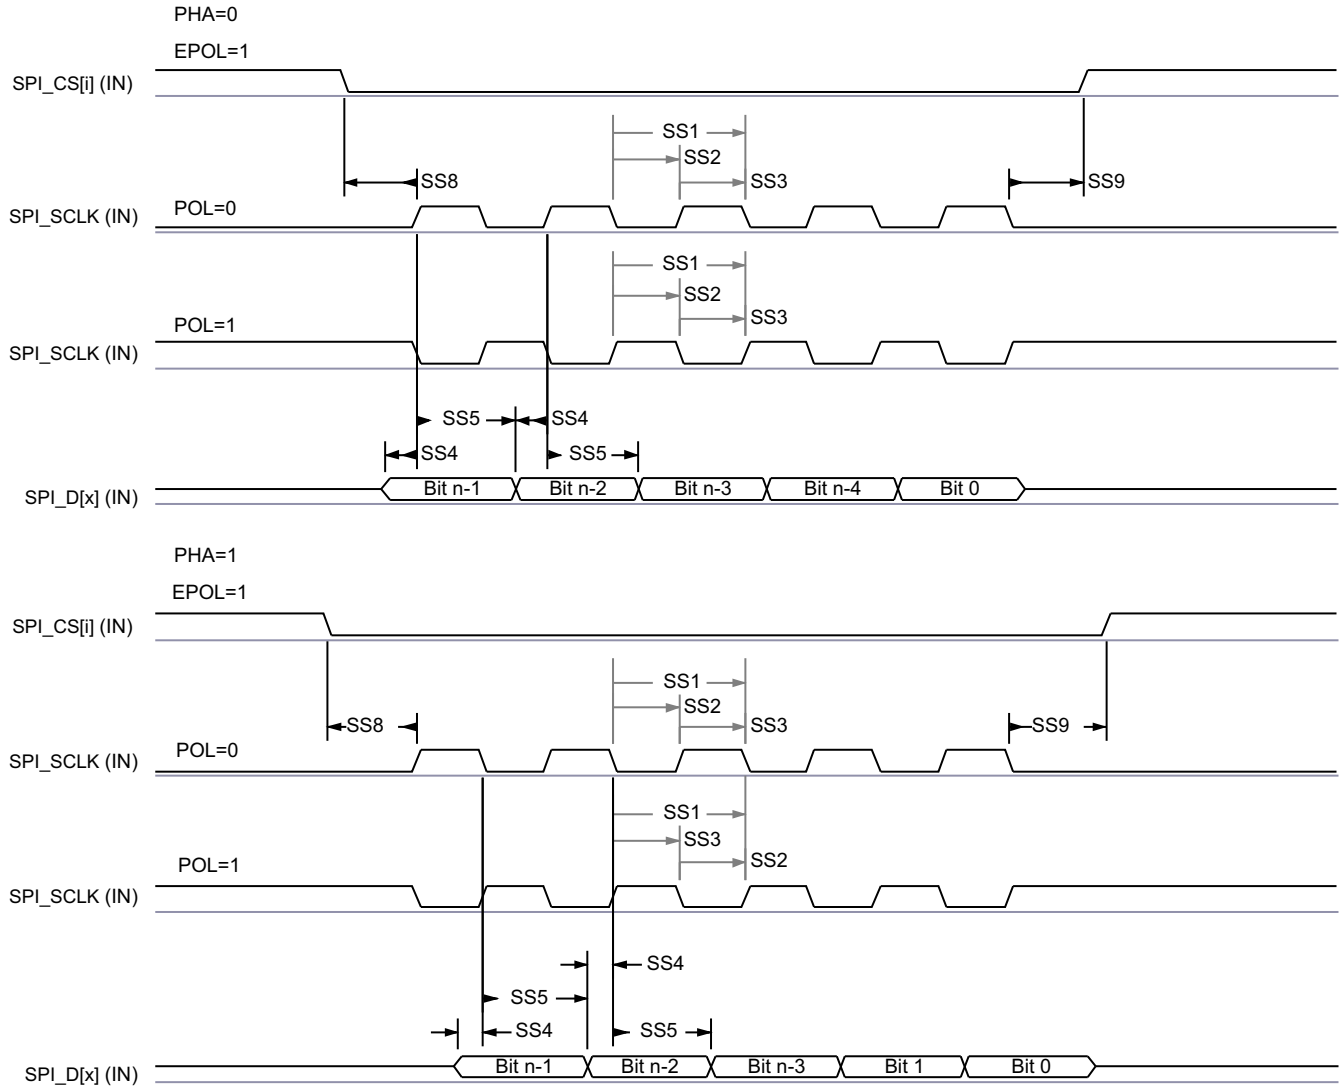 PHA=0
EPOL=1
SPI_CS[i] (IN)
SS1
SS2
SS8
SS3
SS9
POL=0
SPI_SCLK (IN)
SS1
SS2
SS3
POL=1
SPI_SCLK (IN)
SS5
SS4
SS4
SS5
SPI_D[x] (IN)
Bit n-1
Bit n-2
Bit n-3
Bit n-4
Bit 0
PHA=1
EPOL=1
SPI_CS[i] (IN)
SS1
SS2
SS8
SS3
SS9
POL=0
SPI_SCLK (IN)
SS1
SS3
SS2
POL=1
SPI_SCLK (IN)
SS4
SS5
SS4
SS5
SPI_D[x] (IN)
Bit n-1
Bit n-2
Bit n-3
Bit 1
Bit 0